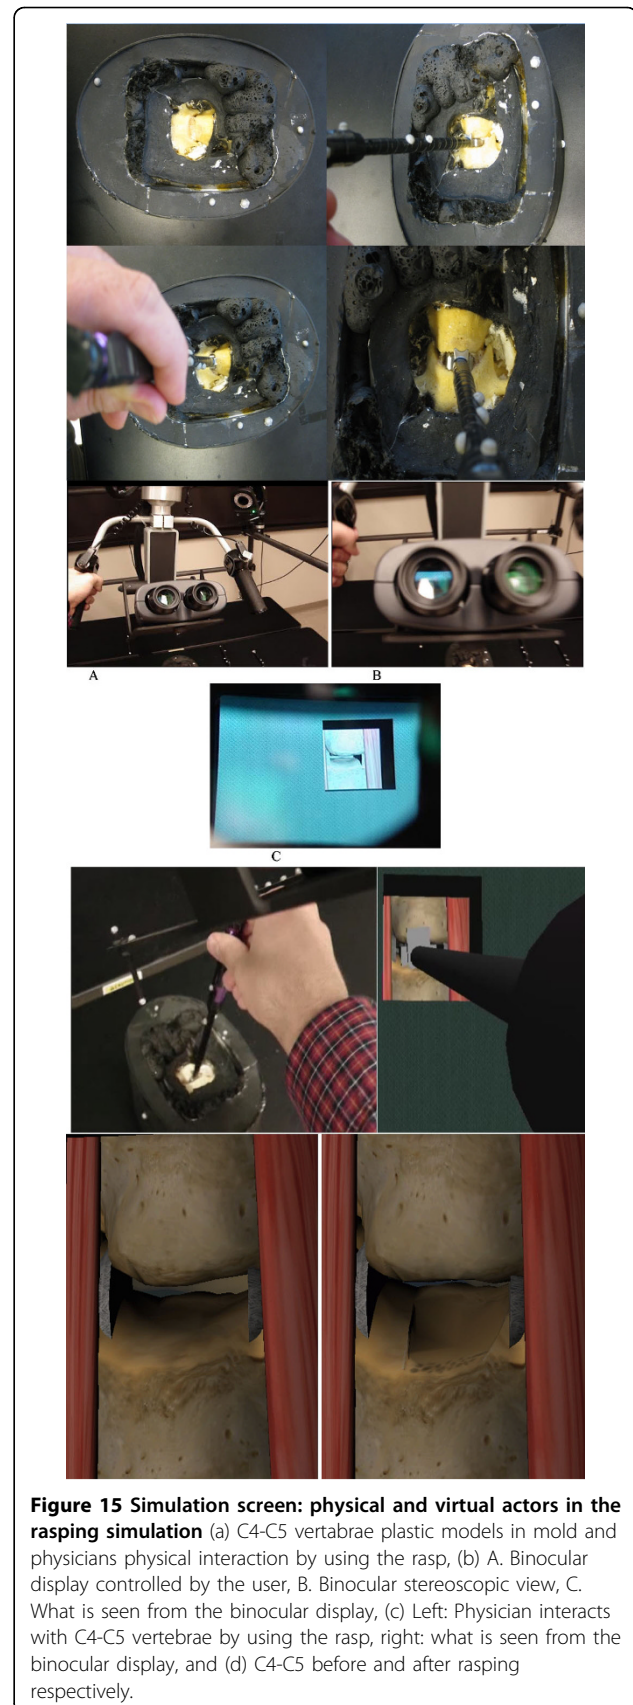 A
B
C
Figure 15 Simulation screen: physical and virtual actors in the
rasping simulation (a) C4-C5 vertabrae plastic models in mold and
physicians physical interaction by using the rasp, (b) A. Binocular
display controlled by the user, B. Binocular stereoscopic view, C.
What is seen from the binocular display, (c) Left: Physician interacts
with C4-C5 vertebrae by using the rasp, right: what is seen from the
binocular display, and (d) C4-C5 before and after rasping
respectively.